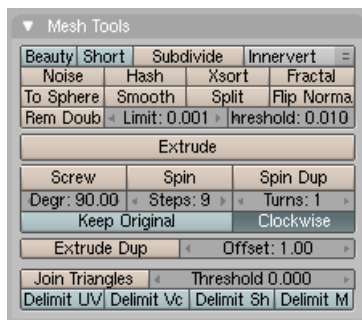 Mesh Tools
Beauty Short Subdivide Innervert =
Noise Hash Xsort Fractal
To Sphere Smooth Split Flip Norma
Rem Doub Limit: 0.001 hreshold: 0.010
Extrude
Screw Spin Spin Dup
Degr: 90.00 Steps: 9 Turns: 1
Keep Original Clockwise
Extrude Dup Offset: 1.00
Join Triangles Threshold 0.000
Delimit UV Delimit Vc Delimit Sh Delimit M